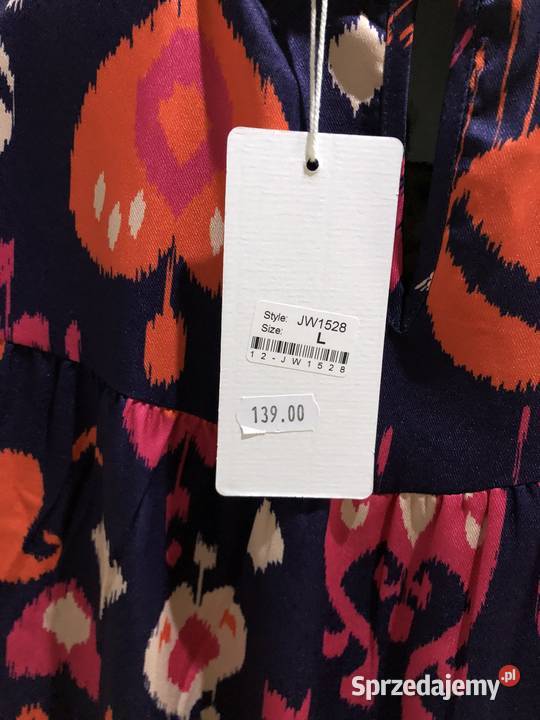 Style: JW1528
Size: L
12-JW1528
139.00
Sprzedajemy.pl